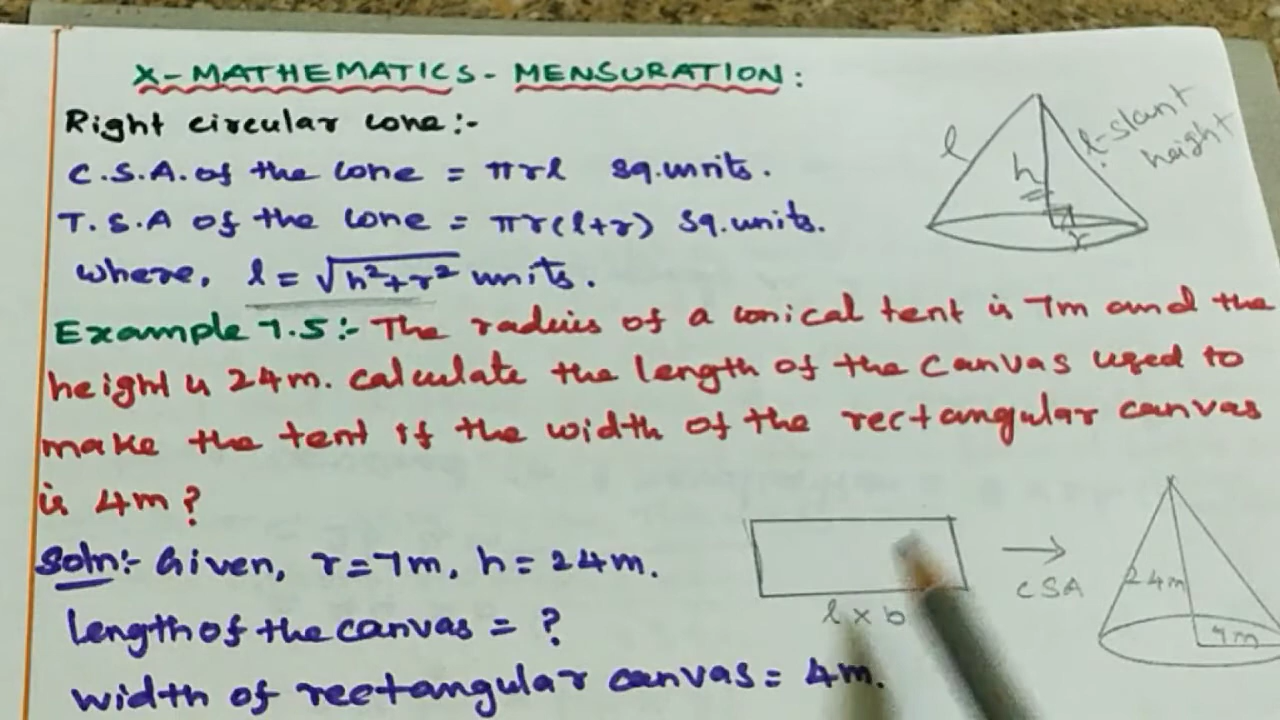 X-MATHEMATICS - MENSURATION:
Right circular cone:-
C.S.A. of the cone = πrl sq.units.
T.S.A of the cone = πr(l+r) sq.units.
where, l = √h²+r² units.
l
h
r
l-slant height
Example 7.5:- The radius of a conical tent is 7m and the
height is 24m. calculate the length of the canvas used to
make the tent if the width of the rectangular canvas
is 4m?
Soln:- Given, r=7m, h=24m.
length of the canvas = ?
width of rectangular canvas = 4m.
l × b
→
CSA
24m
7m